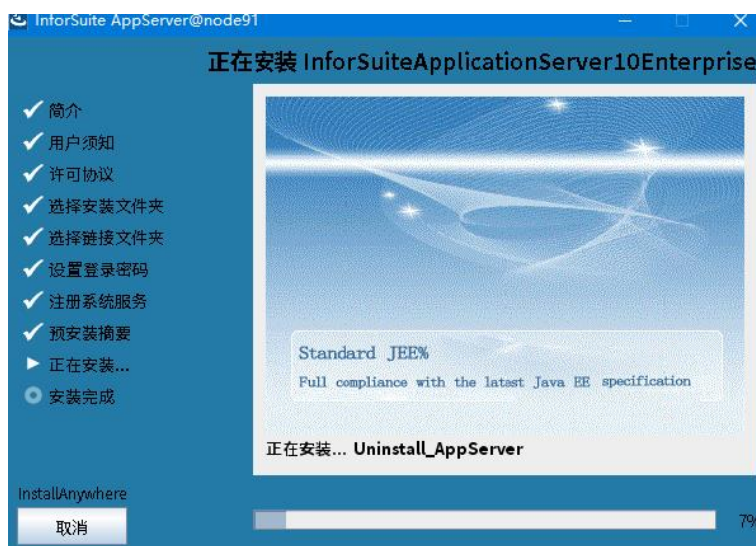 InforSuite AppServer@node91
正在安装 InforSuiteApplicationServer10Enterprise
简介
用户须知
许可协议
选择安装文件夹
选择链接文件夹
设置登录密码
注册系统服务
预安装摘要
正在安装...
安装完成
Standard JEE%
Full compliance with the latest Java EE specification
正在安装... Uninstall_AppServer
InstallAnywhere
取消
7%